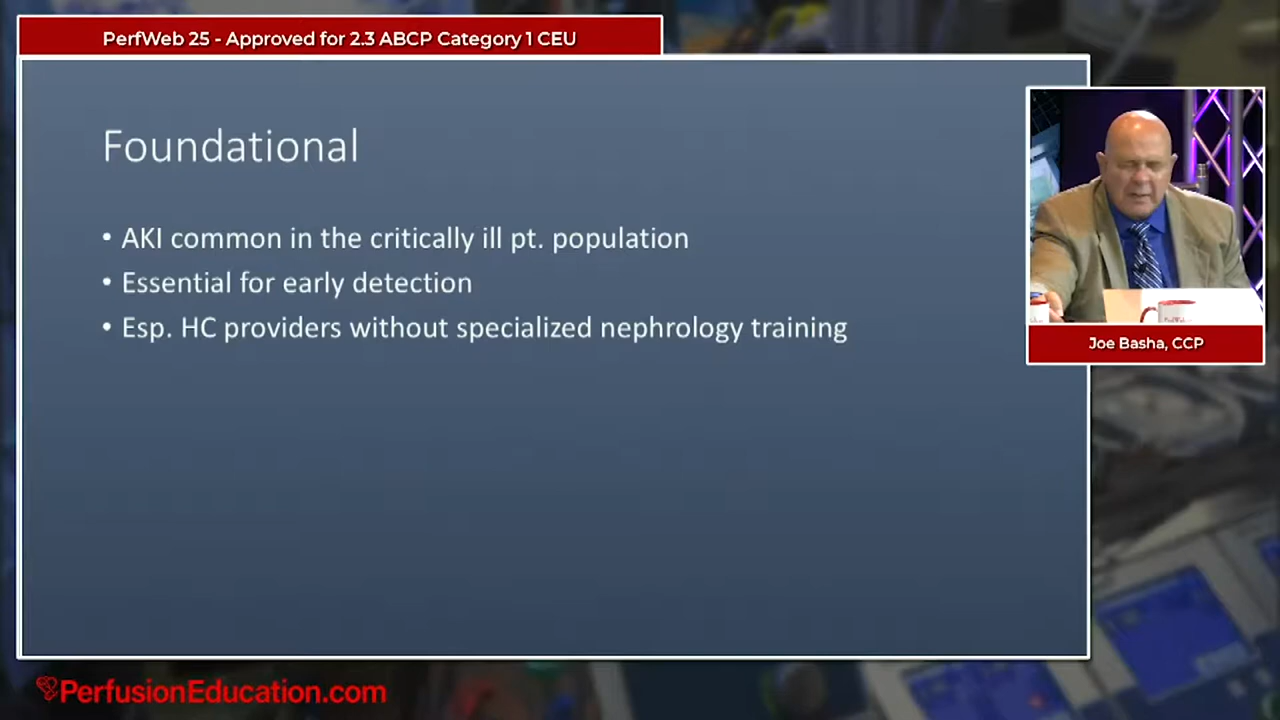 PerfWeb 25 - Approved for 2.3 ABCP Category 1 CEU
Foundational
• AKI common in the critically ill pt. population
• Essential for early detection
• Esp. HC providers without specialized nephrology training
Joe Basha, CCP
PerfusionEducation.com